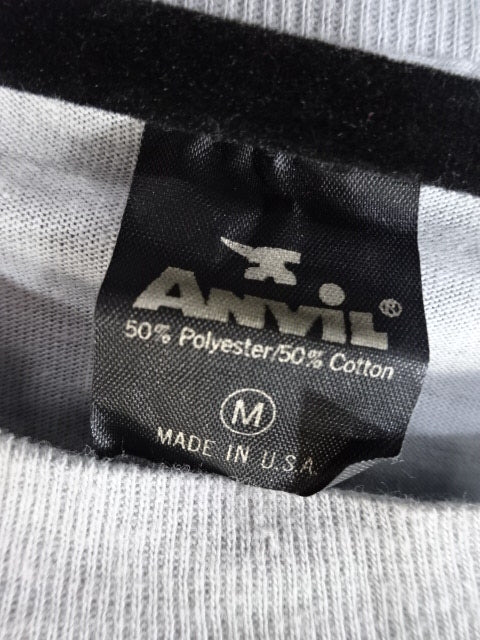 ANViL®
50% Polyester/50% Cotton
M
MADE IN U.S.A.